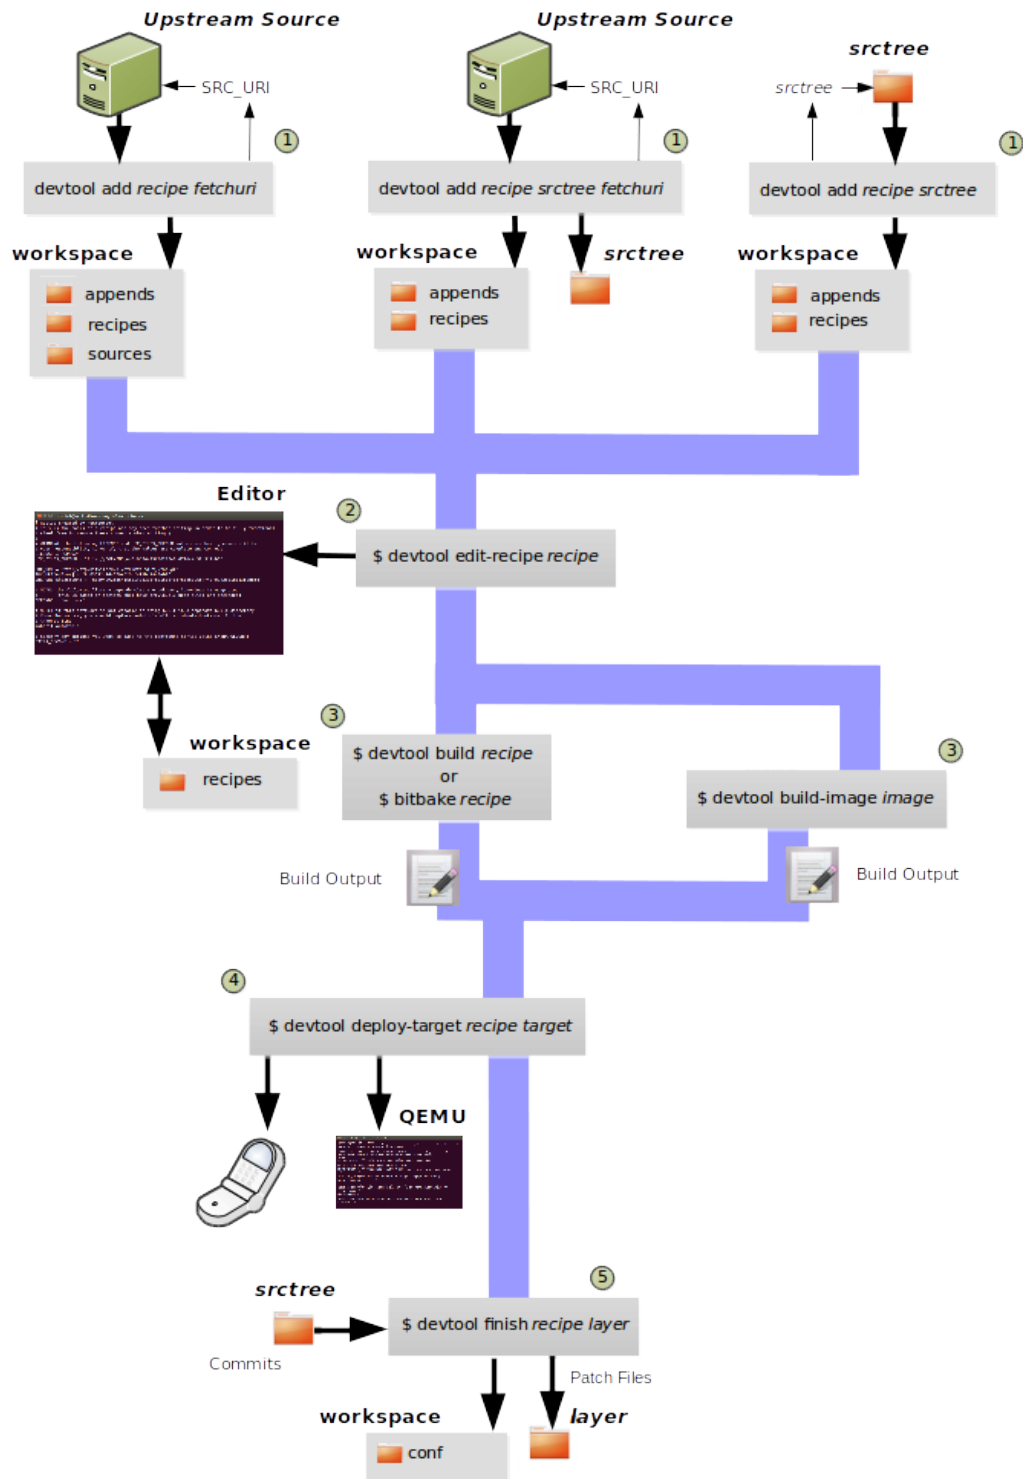 Upstream Source
Upstream Source
srctree
SRC_URI
SRC_URI
srctree
1
1
1
devtool add recipe fetchuri
devtool add recipe srctree fetchuri
devtool add recipe srctree
workspace
workspace
srctree
workspace
appends
recipes
sources
appends
recipes
appends
recipes
Editor
2
$ devtool edit-recipe recipe
3
workspace
recipes
$ devtool build recipe
or
$ bitbake recipe
3
$ devtool build-image image
Build Output
Build Output
4
$ devtool deploy-target recipe target
QEMU
5
srctree
$ devtool finish recipe layer
Commits
Patch Files
workspace
layer
conf